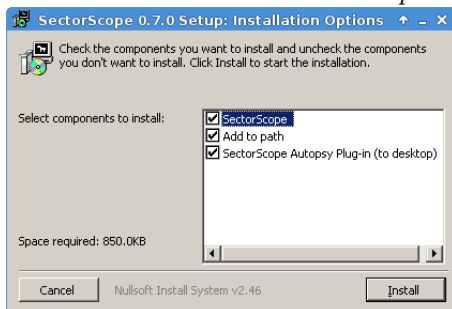 SectorScope 0.7.0 Setup: Installation Options
Check the components you want to install and uncheck the components
you don't want to install. Click Install to start the installation.
Select components to install:
SectorScope
Add to path
SectorScope Autopsy Plug-in (to desktop)
Space required: 850.0KB
Cancel
Nullsoft Install System v2.46
Install